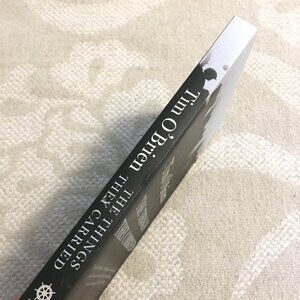 Tim O'Brien
THE THINGS
THEY CARRIED